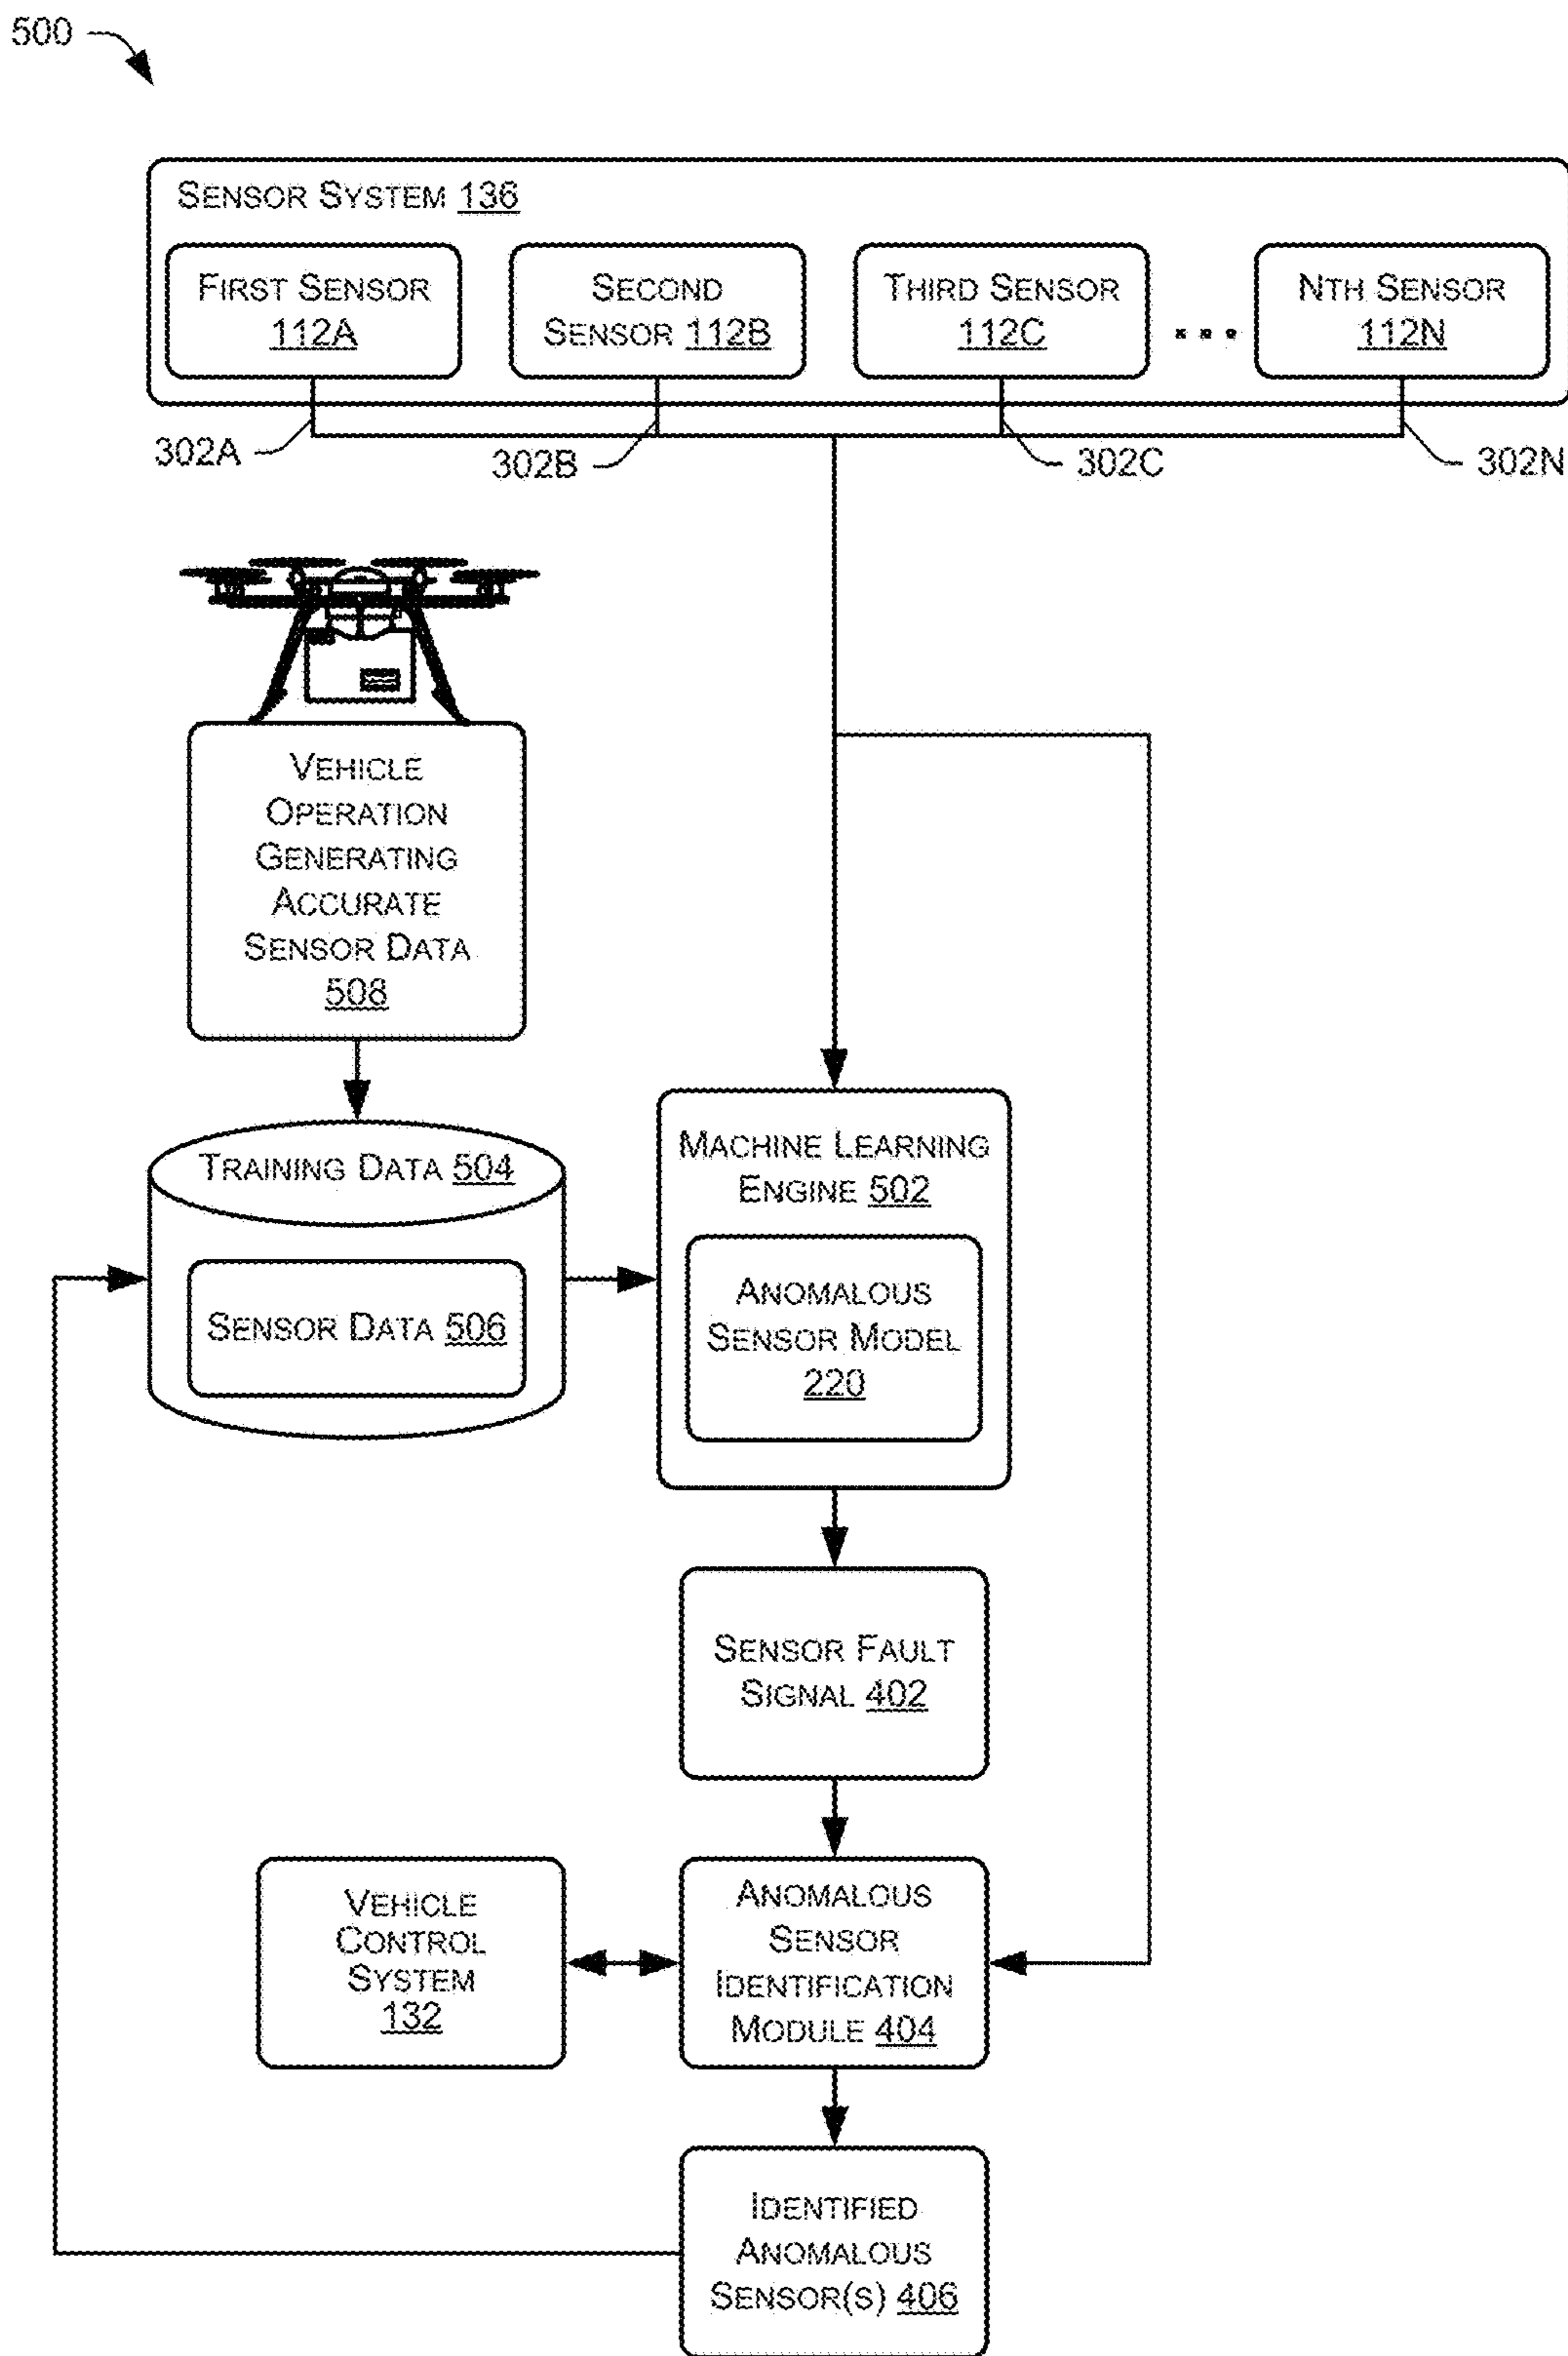 500
SENSOR SYSTEM 136
FIRST SENSOR
112A
SECOND
SENSOR 112B
THIRD SENSOR
112C
...
NTH SENSOR
112N
302A
302B
302C
302N
VEHICLE
OPERATION
GENERATING
ACCURATE
SENSOR DATA
508
TRAINING DATA 504
SENSOR DATA 506
MACHINE LEARNING
ENGINE 502
ANOMALOUS
SENSOR MODEL
220
SENSOR FAULT
SIGNAL 402
VEHICLE
CONTROL
SYSTEM
132
ANOMALOUS
SENSOR
IDENTIFICATION
MODULE 404
IDENTIFIED
ANOMALOUS
SENSOR(S) 406